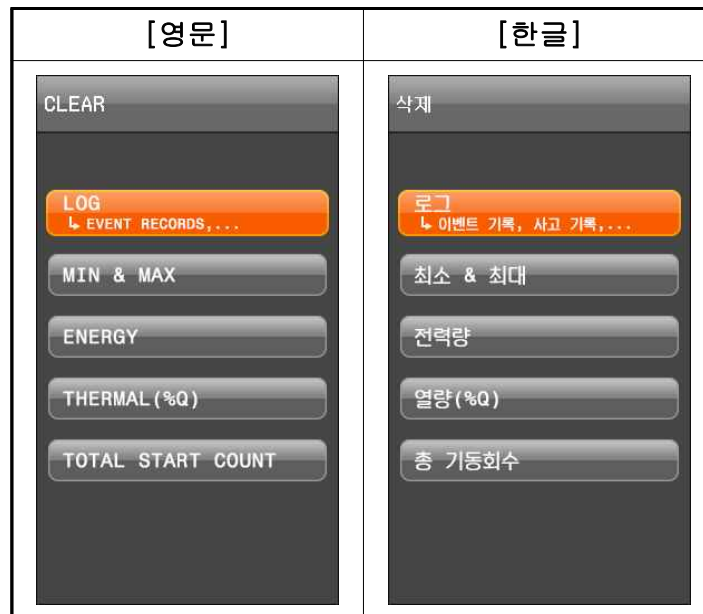 [영문]
[한글]
CLEAR
LOG
↳ EVENT RECORDS,...
MIN & MAX
ENERGY
THERMAL(%Q)
TOTAL START COUNT
삭제
로그
↳ 이벤트 기록, 사고 기록,...
최소 & 최대
전력량
열량(%Q)
총 기동회수